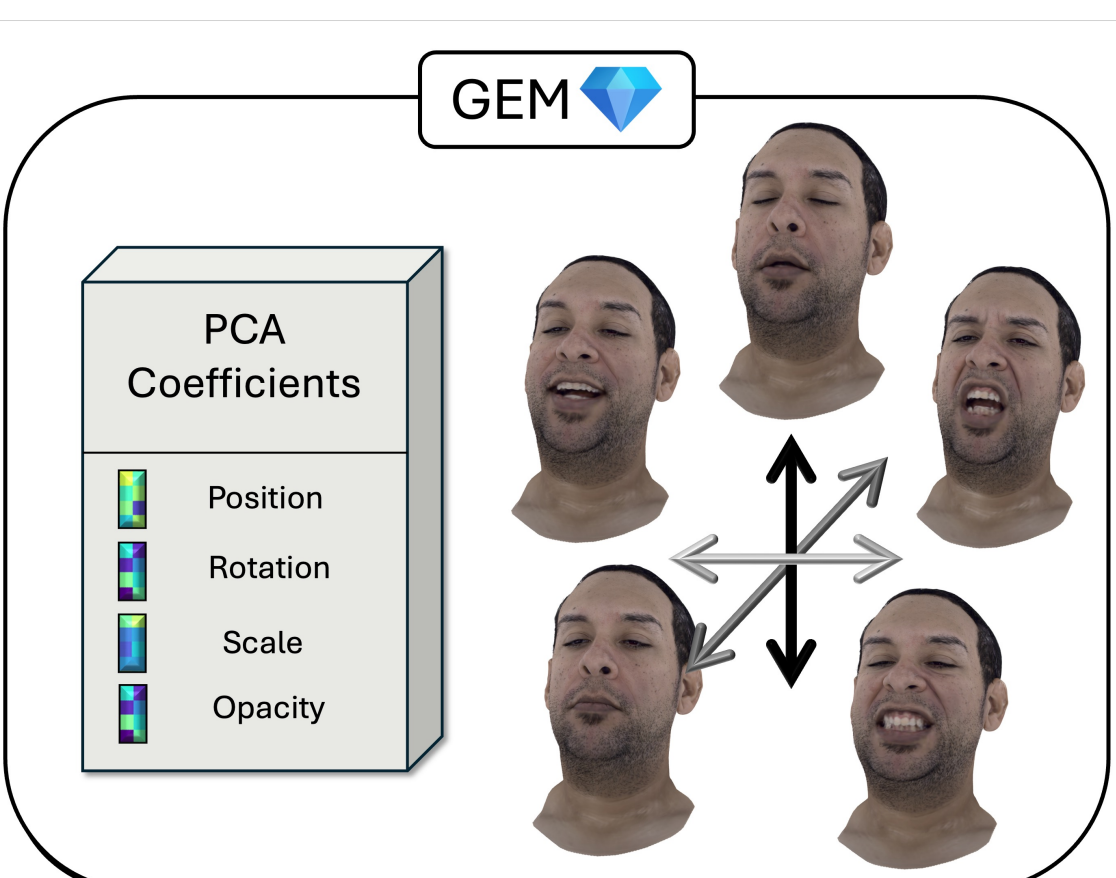 GEM
PCA
Coefficients
Position
Rotation
Scale
Opacity